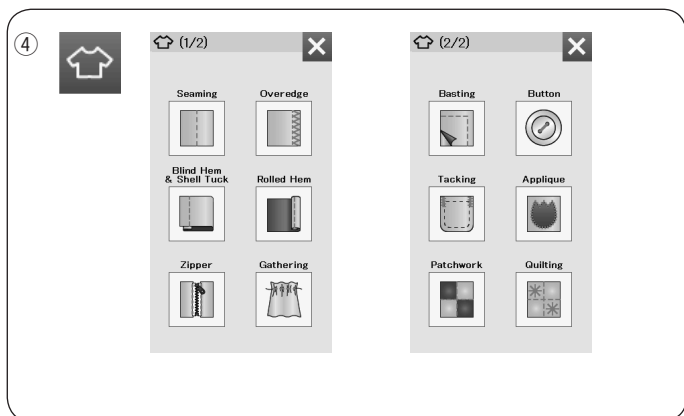 ④
(1/2)
Seaming Overedge
Blind Hem
& Shell Tuck Rolled Hem
Zipper Gathering
(2/2)
Basting Button
Tacking Applique
Patchwork Quilting